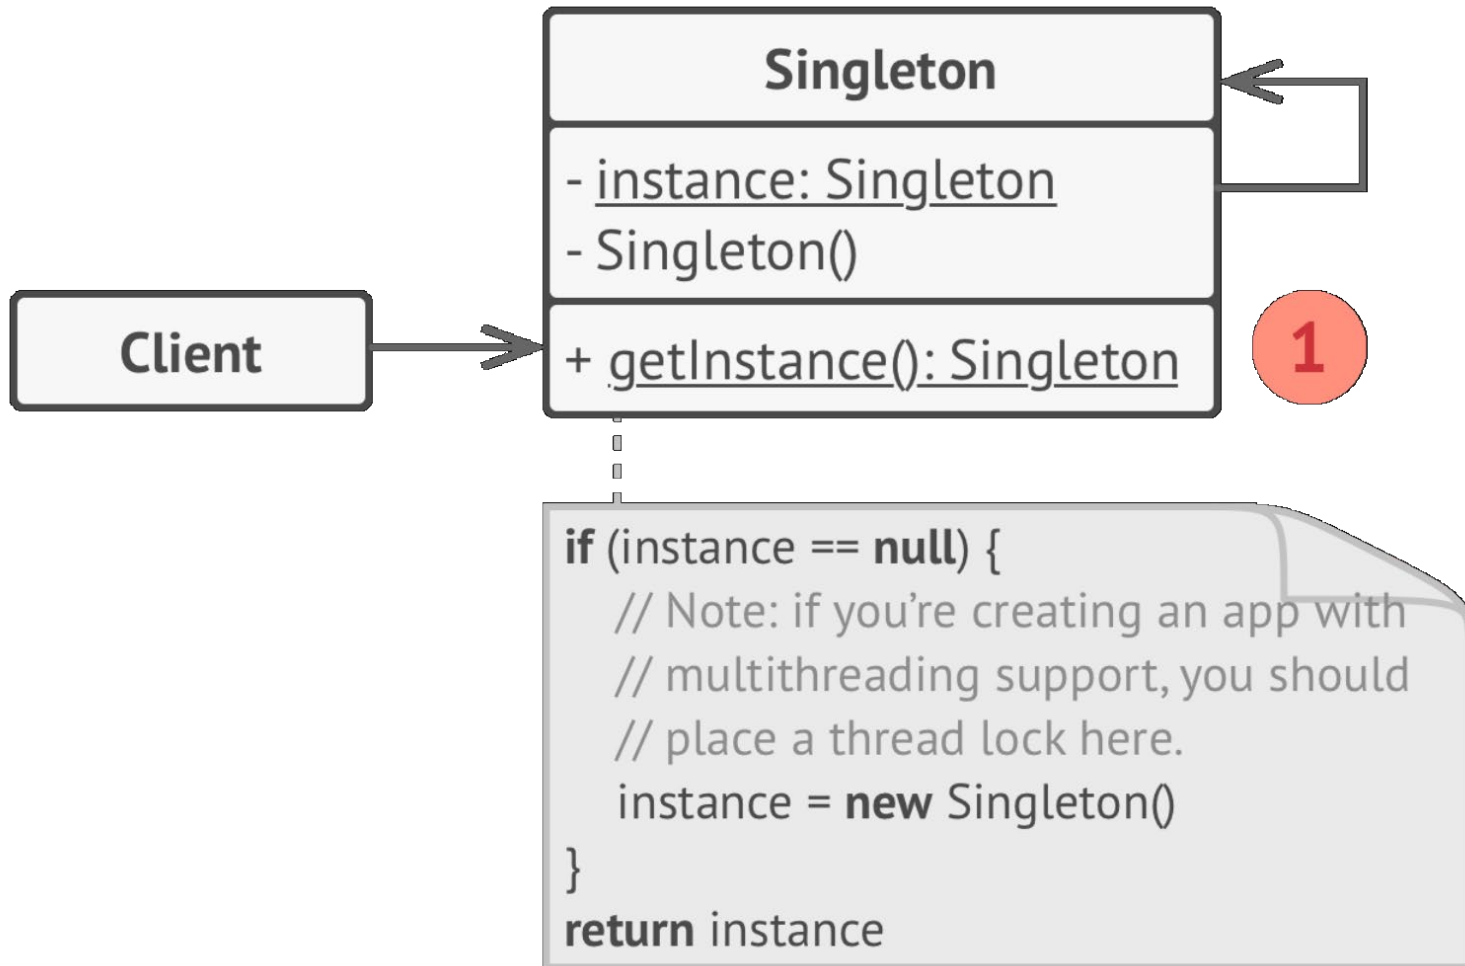 Singleton
- instance: Singleton
- Singleton()
Client
+ getInstance(): Singleton
1
if (instance == null) {
// Note: if you’re creating an app with
// multithreading support, you should
// place a thread lock here.
instance = new Singleton()
}
return instance